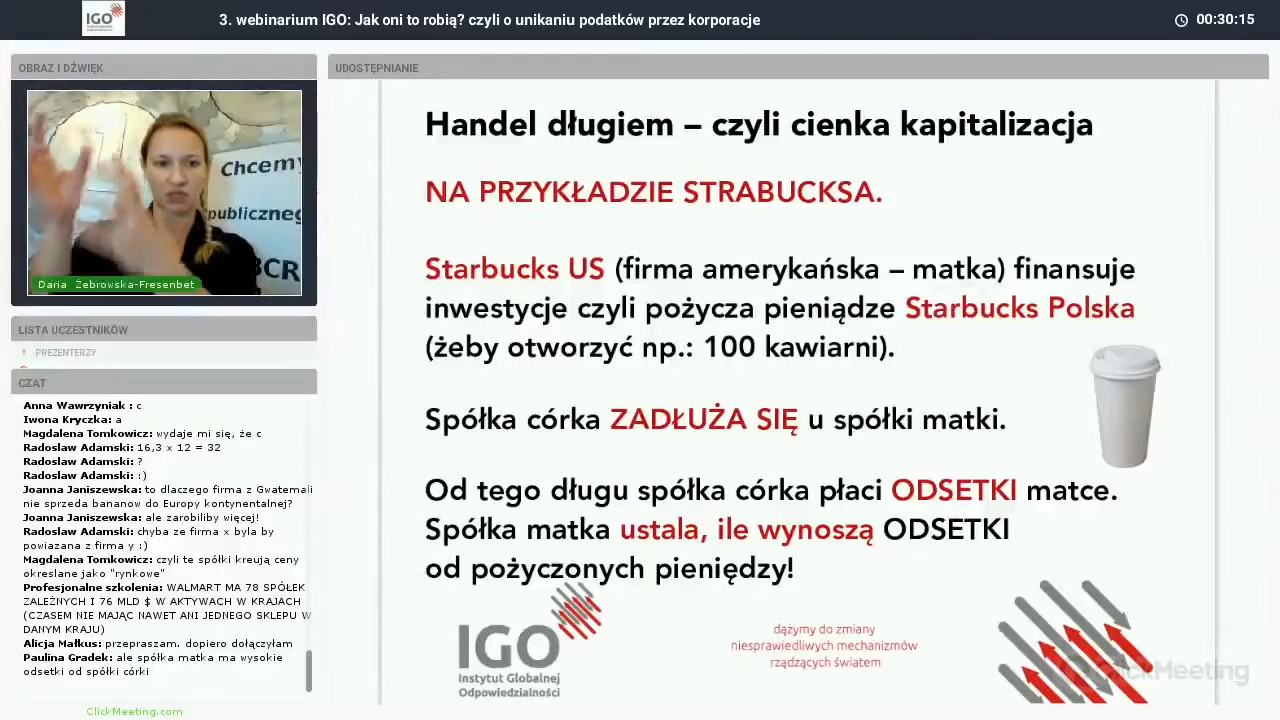 IGO
3. webinarium IGO: Jak oni to robią? czyli o unikaniu podatków przez korporacje
00:30:15
OBRAZ I DŹWIĘK
Chcemy
publiczneg
BCR
Daria Żebrowska-Fresenbet
LISTA UCZESTNIKÓW
PREZENTERZY
CZAT
Anna Wawrzyniak : c
Iwona Kryczka: a
Magdalena Tomkowicz: wydaje mi się, że c
Radoslaw Adamski: 16,3 x 12 = 32
Radoslaw Adamski: ?
Radoslaw Adamski: :)
Joanna Janiszewska: to dlaczego firma z Gwatemali
nie sprzeda bananow do Europy kontynentalnej?
Joanna Janiszewska: ale zarobiliby więcej!
Radoslaw Adamski: chyba ze firma x byla by
powiazana z firma y :)
Magdalena Tomkowicz: czyli te spółki kreują ceny
okreslane jako "rynkowe"
Profesjonalne szkolenia: WALMART MA 78 SPÓŁEK
ZALEŻNYCH I 76 MLD $ W AKTYWACH W KRAJACH
(CZASEM NIE MAJĄC NAWET ANI JEDNEGO SKLEPU W
DANYM KRAJU)
Alicja Małkus: przepraszam. dopiero dołączyłam
Paulina Gradek: ale spółka matka ma wysokie
odsetki od spółki córki
ClickMeeting.com
UDOSTĘPNIANIE
Handel długiem – czyli cienka kapitalizacja
NA PRZYKŁADZIE STRABUCKSA.
Starbucks US (firma amerykańska – matka) finansuje
inwestycje czyli pożycza pieniądze Starbucks Polska
(żeby otworzyć np.: 100 kawiarni).
Spółka córka ZADŁUŻA SIĘ u spółki matki.
Od tego długu spółka córka płaci ODSETKI matce.
Spółka matka ustala, ile wynoszą ODSETKI
od pożyczonych pieniędzy!
IGO
Instytut Globalnej
Odpowiedzialności
dążymy do zmiany
niesprawiedliwych mechanizmów
rządzących światem
ClickMeeting